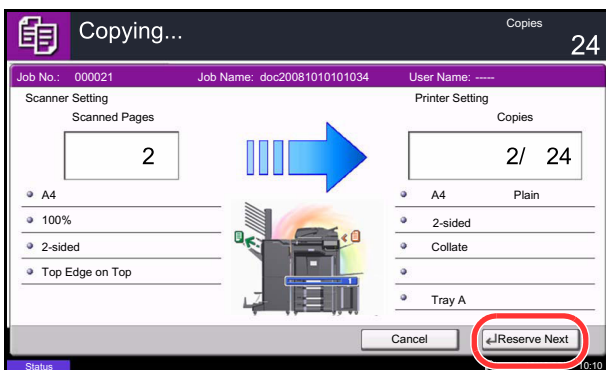 Copying...
Copies
24
Job No.: 000021 Job Name: doc20081010101034 User Name: -----
Scanner Setting
Scanned Pages
2
A4
100%
2-sided
Top Edge on Top
Printer Setting
Copies
2/ 24
A4 Plain
2-sided
Collate
Tray A
Cancel
Reserve Next
Status
10:10